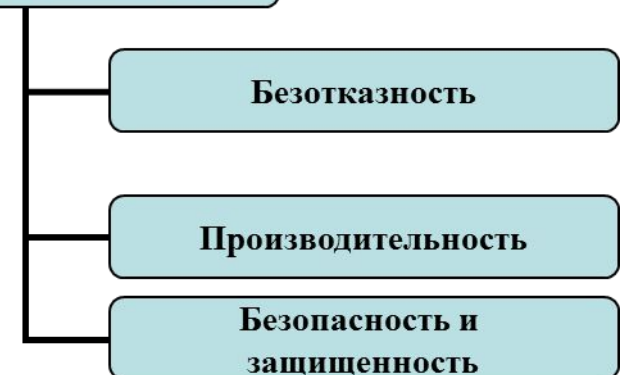 Безотказность
Производительность
Безопасность и
защищенность